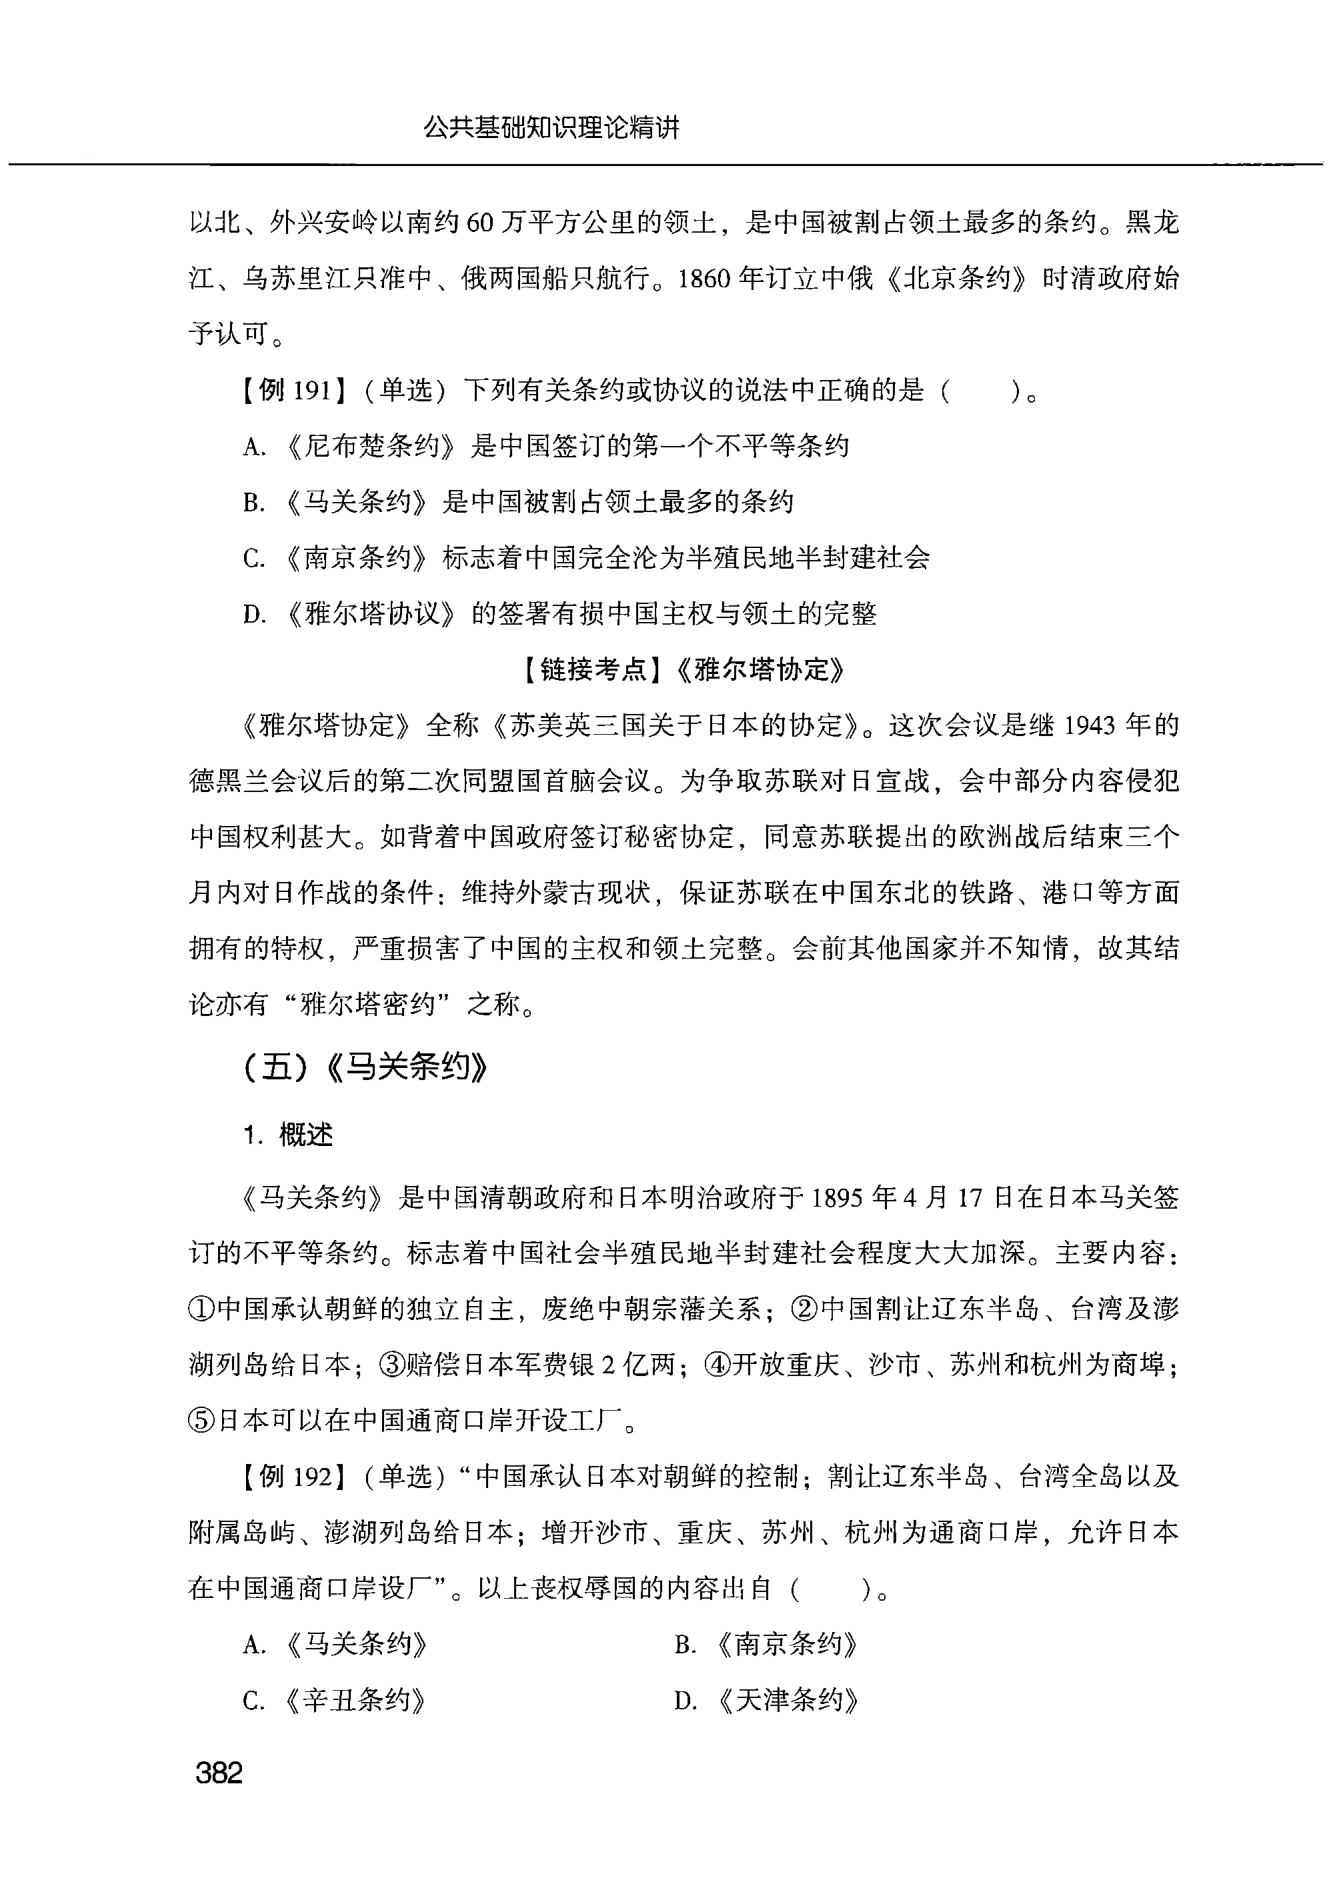 公共基础知识理论精讲
以北、外兴安岭以南约 60 万平方公里的领土，是中国被割占领土最多的条约。黑龙
江、乌苏里江只准中、俄两国船只航行。1860 年订立中俄《北京条约》时清政府始
予认可。
【例 191】（单选）下列有关条约或协议的说法中正确的是（　　）。
A. 《尼布楚条约》是中国签订的第一个不平等条约
B. 《马关条约》是中国被割占领土最多的条约
C. 《南京条约》标志着中国完全沦为半殖民地半封建社会
D. 《雅尔塔协议》的签署有损中国主权与领土的完整
【链接考点】《雅尔塔协定》
《雅尔塔协定》全称《苏美英三国关于日本的协定》。这次会议是继 1943 年的
德黑兰会议后的第二次同盟国首脑会议。为争取苏联对日宣战，会中部分内容侵犯
中国权利甚大。如背着中国政府签订秘密协定，同意苏联提出的欧洲战后结束三个
月内对日作战的条件：维持外蒙古现状，保证苏联在中国东北的铁路、港口等方面
拥有的特权，严重损害了中国的主权和领土完整。会前其他国家并不知情，故其结
论亦有“雅尔塔密约”之称。
（五）《马关条约》
1. 概述
《马关条约》是中国清朝政府和日本明治政府于 1895 年 4 月 17 日在日本马关签
订的不平等条约。标志着中国社会半殖民地半封建社会程度大大加深。主要内容：
①中国承认朝鲜的独立自主，废绝中朝宗藩关系；②中国割让辽东半岛、台湾及澎
湖列岛给日本；③赔偿日本军费银 2 亿两；④开放重庆、沙市、苏州和杭州为商埠；
⑤日本可以在中国通商口岸开设工厂。
【例 192】（单选）“中国承认日本对朝鲜的控制；割让辽东半岛、台湾全岛以及
附属岛屿、澎湖列岛给日本；增开沙市、重庆、苏州、杭州为通商口岸，允许日本
在中国通商口岸设厂”。以上丧权辱国的内容出自（　　）。
A. 《马关条约》　　B. 《南京条约》
C. 《辛丑条约》　　D. 《天津条约》
382